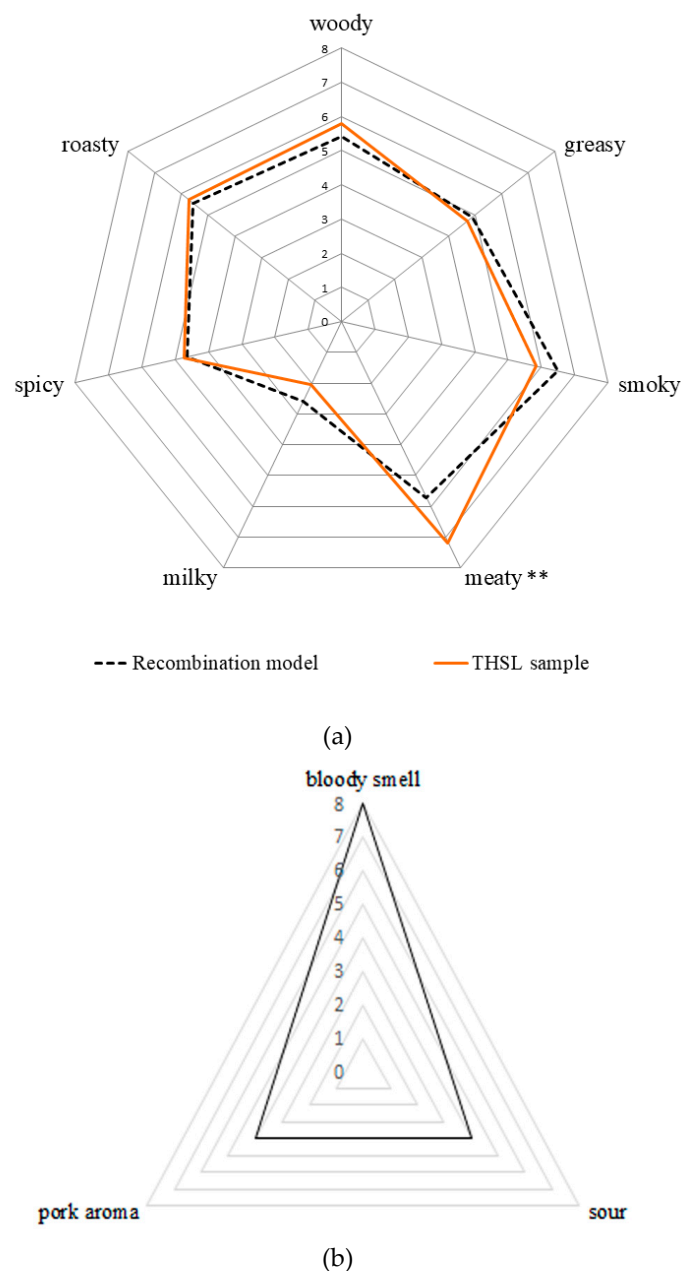 woody
8
7
6
5
4
3
2
1
0
roasty
greasy
spicy
smoky
milky
meaty **
Recombination model
THSL sample
(a)
bloody smell
8
7
6
5
4
3
2
1
0
pork aroma
sour
(b)